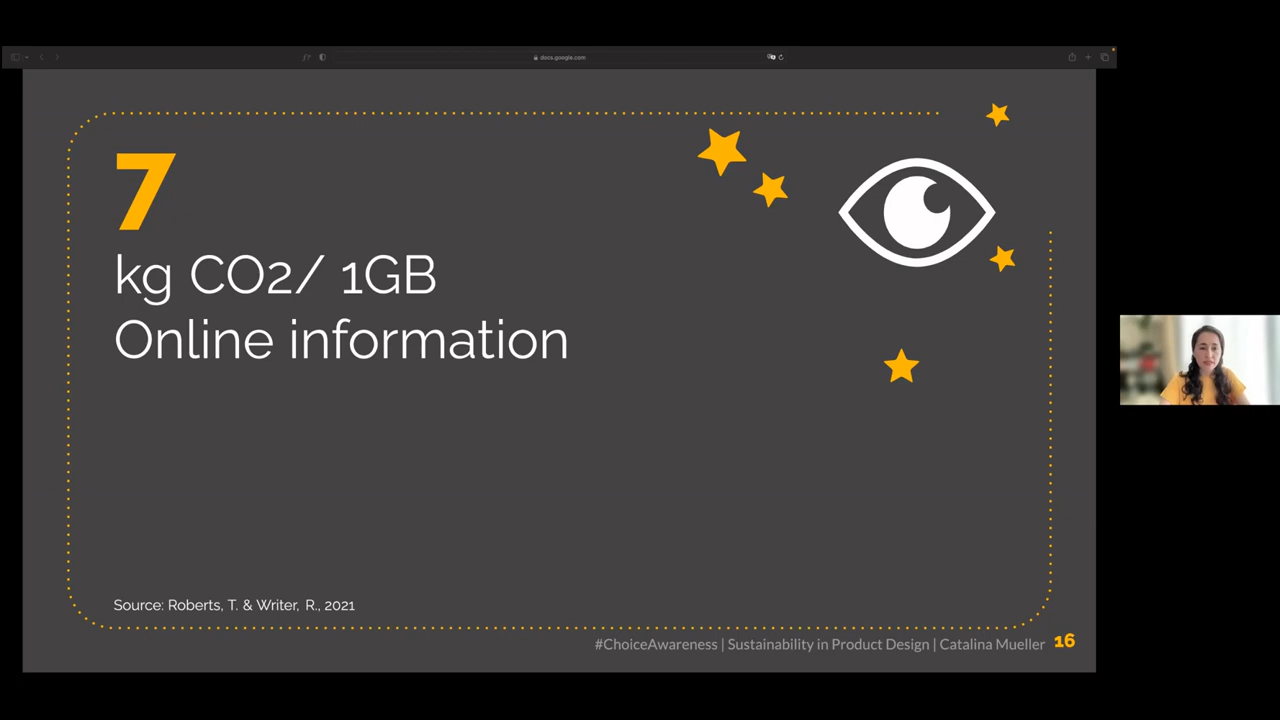 docs.google.com
7
kg CO2/ 1GB
Online information
Source: Roberts, T. & Writer, R., 2021
#ChoiceAwareness | Sustainability in Product Design | Catalina Mueller 16